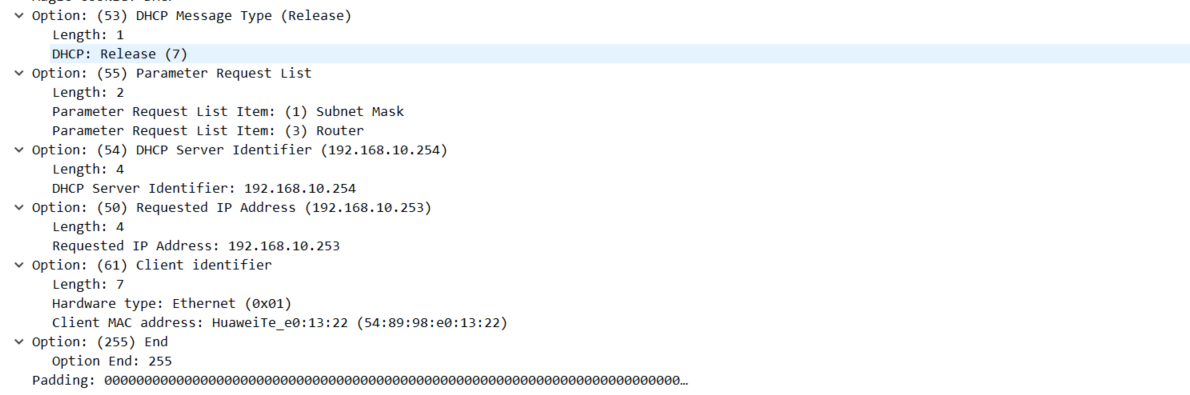 Option: (53) DHCP Message Type (Release)
Length: 1
DHCP: Release (7)
Option: (55) Parameter Request List
Length: 2
Parameter Request List Item: (1) Subnet Mask
Parameter Request List Item: (3) Router
Option: (54) DHCP Server Identifier (192.168.10.254)
Length: 4
DHCP Server Identifier: 192.168.10.254
Option: (50) Requested IP Address (192.168.10.253)
Length: 4
Requested IP Address: 192.168.10.253
Option: (61) Client identifier
Length: 7
Hardware type: Ethernet (0x01)
Client MAC address: HuaweiTe_e0:13:22 (54:89:98:e0:13:22)
Option: (255) End
Option End: 255
Padding: 000000000000000000000000000000000000000000000000000000000000000000000000…